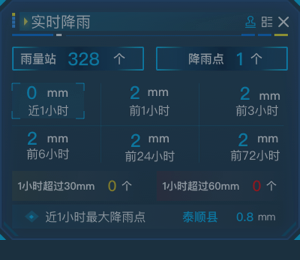 实时降雨
雨量站 328 个 降雨点 1 个
0 mm 2 mm 2 mm
近1小时 前1小时 前3小时
2 mm 2 mm 2 mm
前6小时 前24小时 前72小时
1小时超过30mm 0 个 1小时超过60mm 0 个
近1小时最大降雨点 泰顺县 0.8 mm